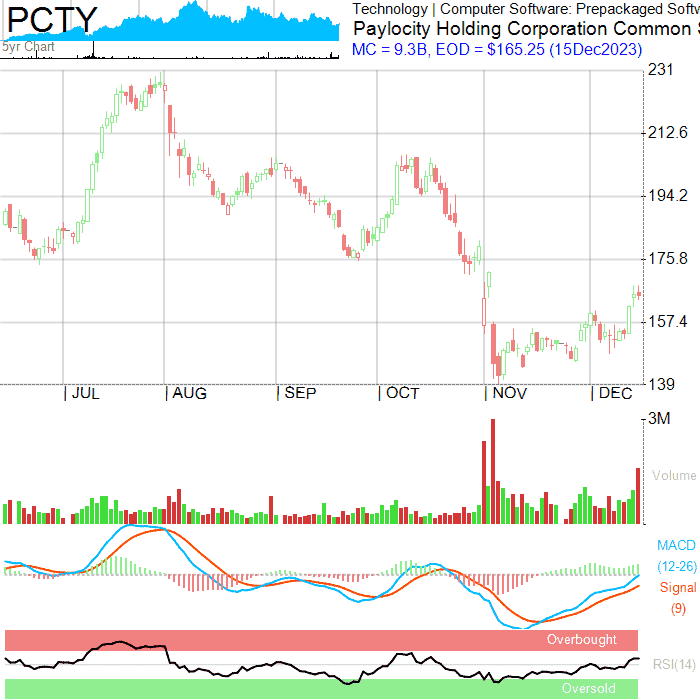 PCTY
5yr Chart
Technology | Computer Software: Prepackaged Softw
Paylocity Holding Corporation Common S
MC = 9.3B, EOD = $165.25 (15Dec2023)
231
212.6
194.2
175.8
157.4
139
| JUL | AUG | SEP | OCT | NOV | DEC
3M
Volume
MACD
(12-26)
Signal
(9)
Overbought
RSI(14)
Oversold